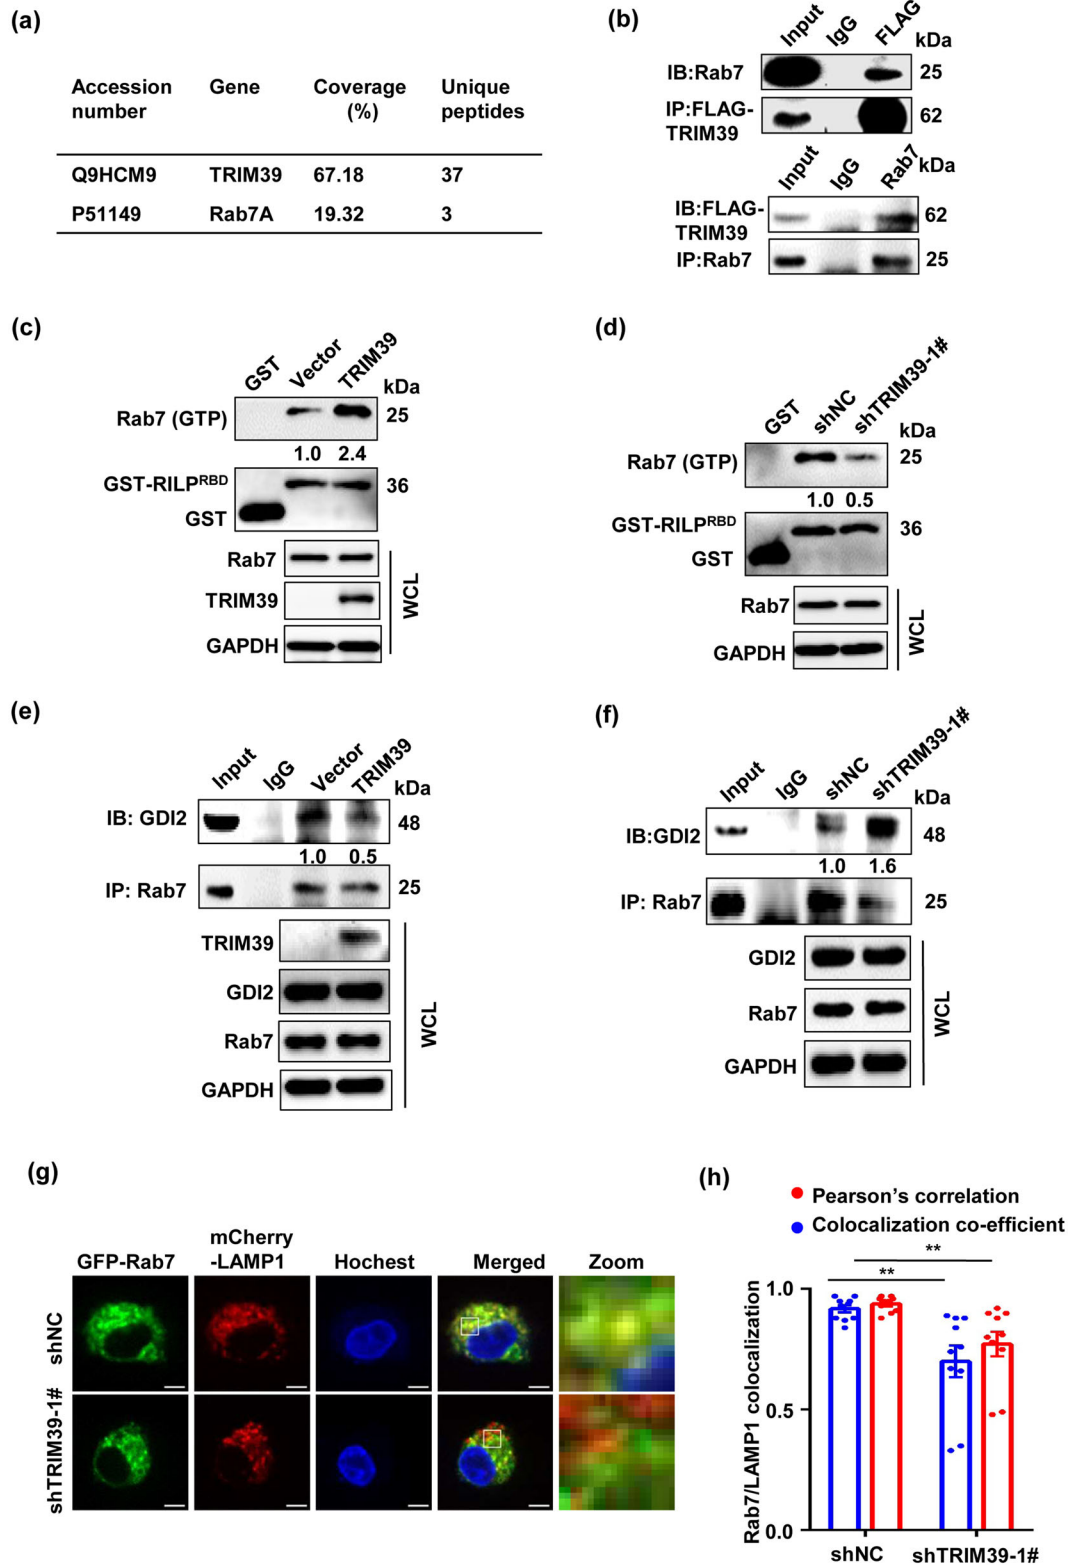 (a)
Accession number Gene Coverage (%) Unique peptides
Q9HCM9 TRIM39 67.18 37
P51149 Rab7A 19.32 3
(b)
Input IgG FLAG kDa
IB:Rab7 25
IP:FLAG-TRIM39 62
Input IgG Rab7 kDa
IB:FLAG-TRIM39 62
IP:Rab7 25
(c)
GST Vector TRIM39 kDa
Rab7 (GTP) 25
1.0 2.4
GST-RILPRBD 36
GST
Rab7
TRIM39
GAPDH
WCL
(d)
GST shNC shTRIM39-1# kDa
Rab7 (GTP) 25
1.0 0.5
GST-RILPRBD 36
GST
Rab7
GAPDH
WCL
(e)
Input IgG Vector TRIM39 kDa
IB: GDI2 48
1.0 0.5
IP: Rab7 25
TRIM39
GDI2
Rab7
GAPDH
WCL
(f)
Input IgG shNC shTRIM39-1# kDa
IB:GDI2 48
1.0 1.6
IP: Rab7 25
GDI2
Rab7
GAPDH
WCL
(g)
GFP-Rab7 mCherry-LAMP1 Hochest Merged Zoom
shNC
shTRIM39-1#
(h)
Pearson's correlation
Colocalization co-efficient
**
**
Rab7/LAMP1 colocalization
1.0
0.5
0.0
shNC shTRIM39-1#